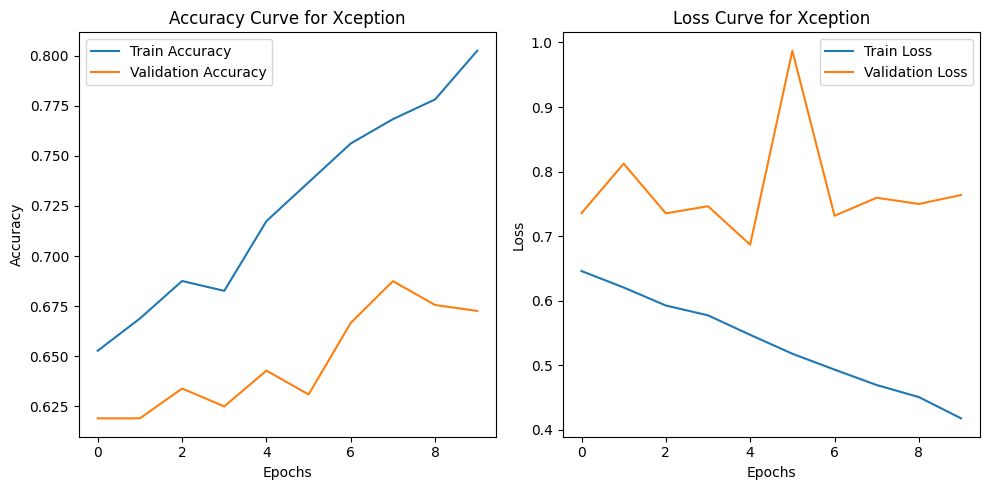 Accuracy Curve for Xception
Train Accuracy
Validation Accuracy
0.800
0.775
0.750
0.725
0.700
0.675
0.650
0.625
Accuracy
0 2 4 6 8
Epochs
Loss Curve for Xception
Train Loss
Validation Loss
1.0
0.9
0.8
0.7
0.6
0.5
0.4
Loss
0 2 4 6 8
Epochs